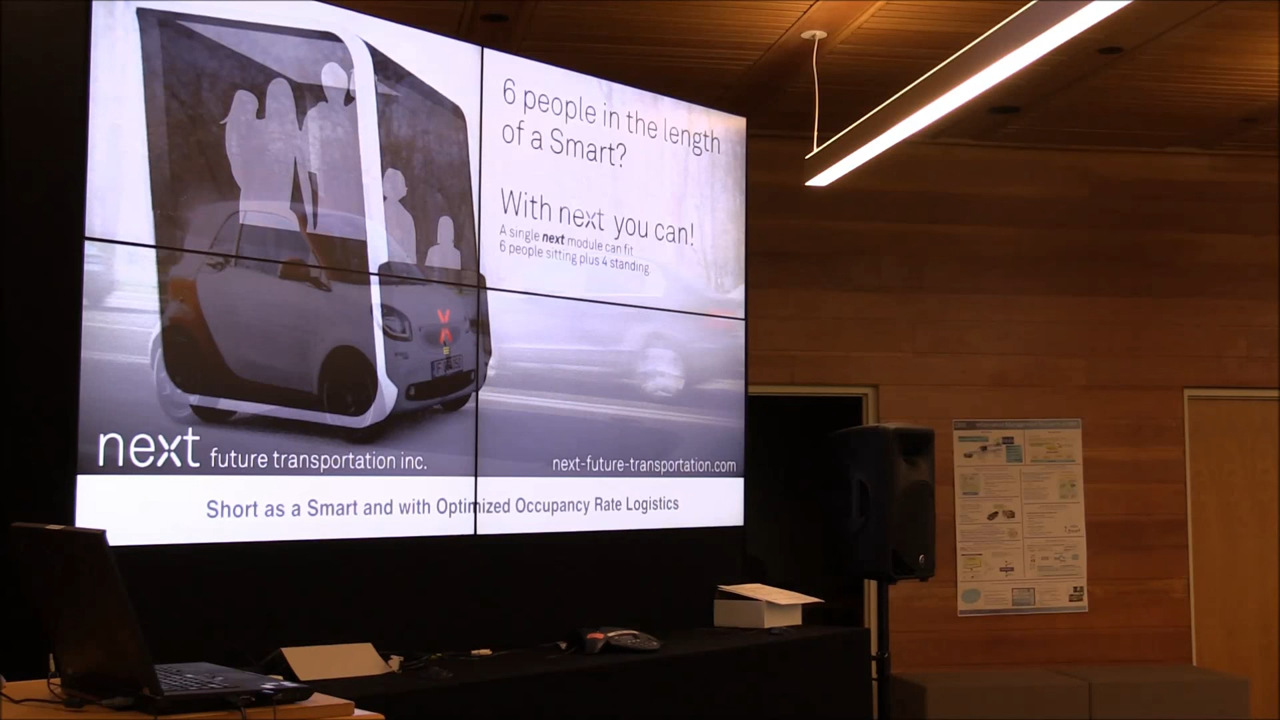 6 people in the length
of a Smart?
With next you can!
A single next module can fit
6 people sitting plus 4 standing
next future transportation inc.
next-future-transportation.com
Short as a Smart and with Optimized Occupancy Rate Logistics